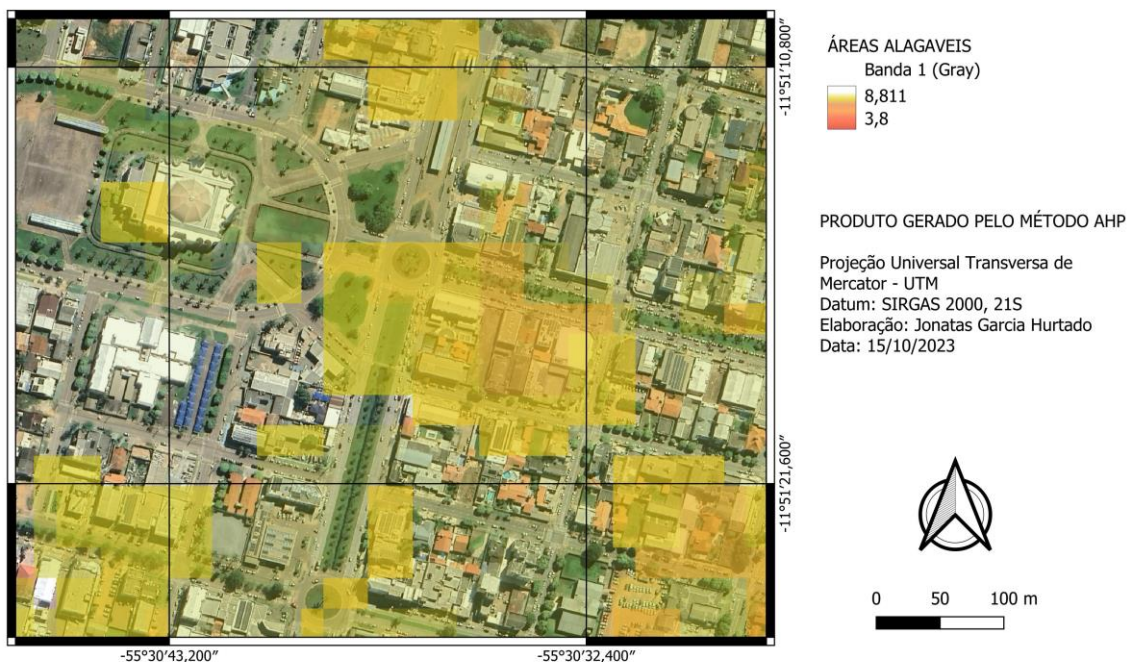 -11°51'10,800"
-11°51'21,600"
-55°30'43,200"
-55°30'32,400"
ÁREAS ALAGAVEIS
Banda 1 (Gray)
8,811
3,8
PRODUTO GERADO PELO MÉTODO AHP
Projeção Universal Transversa de
Mercator - UTM
Datum: SIRGAS 2000, 21S
Elaboração: Jonatas Garcia Hurtado
Data: 15/10/2023
0 50 100 m